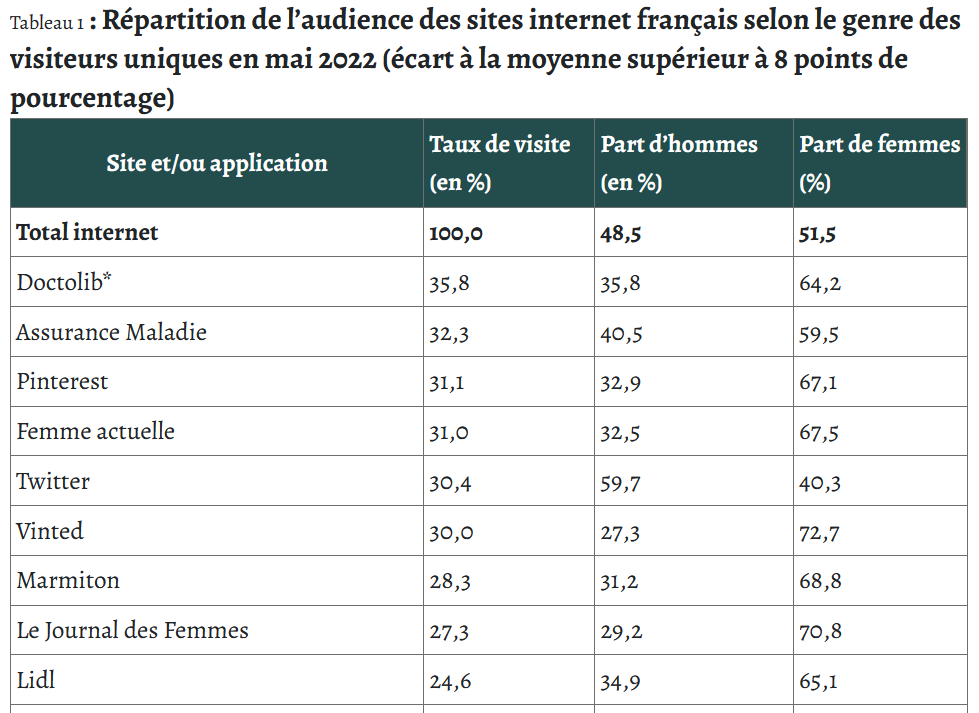 Tableau 1 : Répartition de l’audience des sites internet français selon le genre des
visiteurs uniques en mai 2022 (écart à la moyenne supérieur à 8 points de
pourcentage)
Site et/ou application Taux de visite (en %) Part d’hommes (en %) Part de femmes (%)
Total internet 100,0 48,5 51,5
Doctolib* 35,8 35,8 64,2
Assurance Maladie 32,3 40,5 59,5
Pinterest 31,1 32,9 67,1
Femme actuelle 31,0 32,5 67,5
Twitter 30,4 59,7 40,3
Vinted 30,0 27,3 72,7
Marmiton 28,3 31,2 68,8
Le Journal des Femmes 27,3 29,2 70,8
Lidl 24,6 34,9 65,1